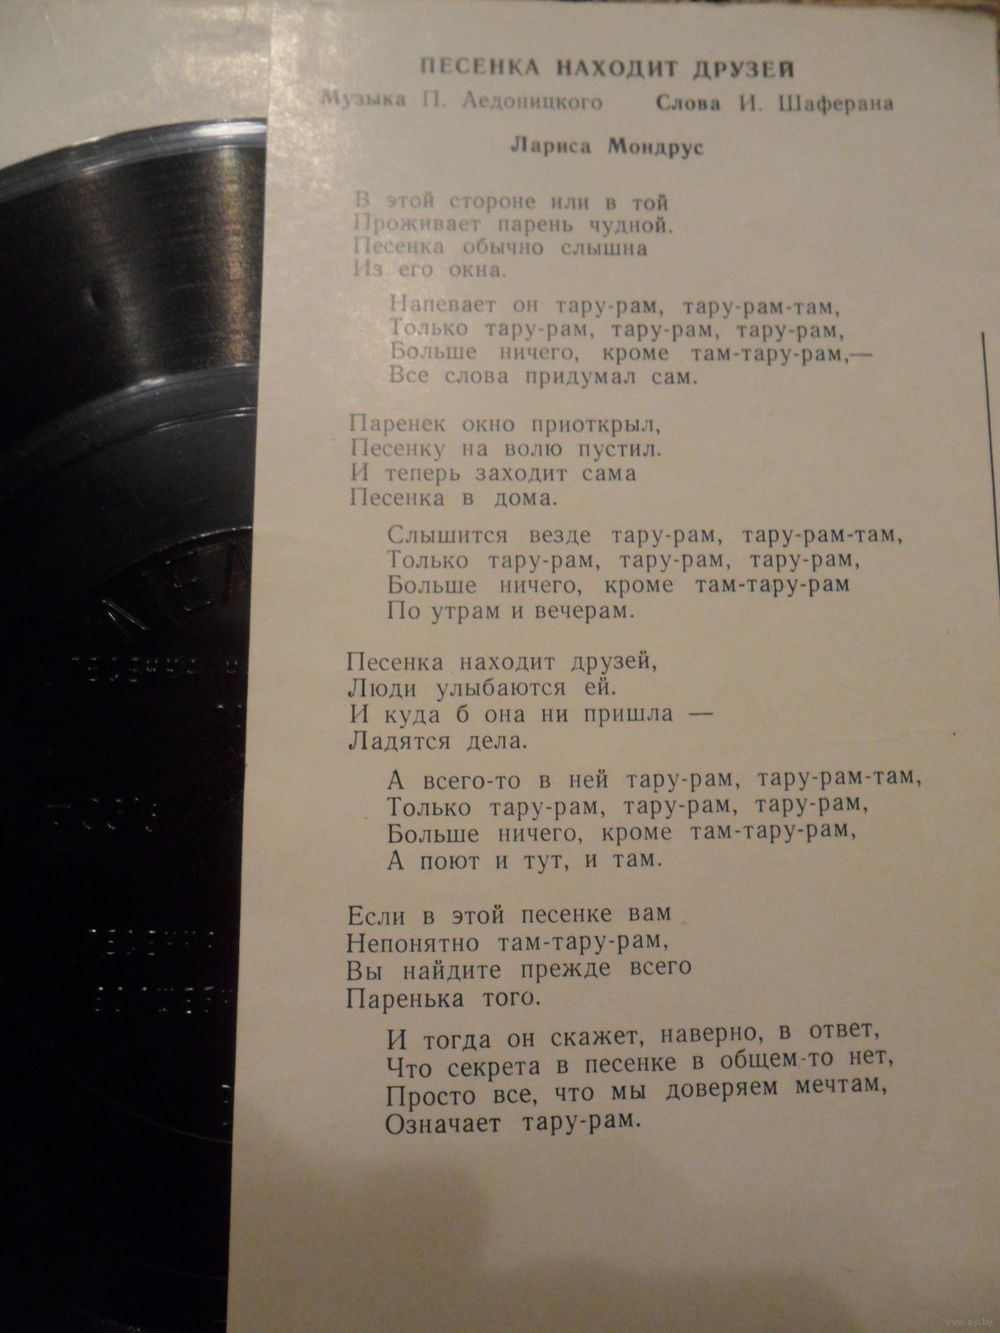 ПЕСЕНКА НАХОДИТ ДРУЗЕЙ
Музыка П. Аедоницкого Слова И. Шаферана
Лариса Мондрус
В этой стороне или в той
Проживает парень чудной.
Песенка обычно слышна
Из его окна.
Напевает он тару-рам, тару-рам-там,
Только тару-рам, тару-рам, тару-рам,
Больше ничего, кроме там-тару-рам,—
Все слова придумал сам.
Паренек окно приоткрыл,
Песенку на волю пустил.
И теперь заходит сама
Песенка в дома.
Слышится везде тару-рам, тару-рам-там,
Только тару-рам, тару-рам, тару-рам,
Больше ничего, кроме там-тару-рам
По утрам и вечерам.
Песенка находит друзей,
Люди улыбаются ей.
И куда б она ни пришла —
Ладятся дела.
А всего-то в ней тару-рам, тару-рам-там,
Только тару-рам, тару-рам, тару-рам,
Больше ничего, кроме там-тару-рам,
А поют и тут, и там.
Если в этой песенке вам
Непонятно там-тару-рам,
Вы найдите прежде всего
Паренька того.
И тогда он скажет, наверно, в ответ,
Что секрета в песенке в общем-то нет,
Просто все, что мы доверяем мечтам,
Означает тару-рам.
www.ay.by